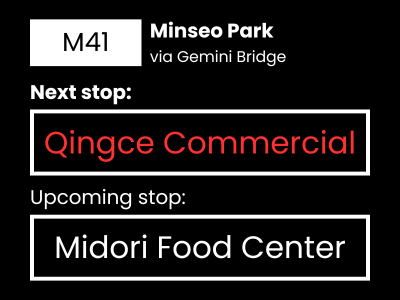 M41
Minseo Park
via Gemini Bridge
Next stop:
Qingce Commercial
Upcoming stop:
Midori Food Center